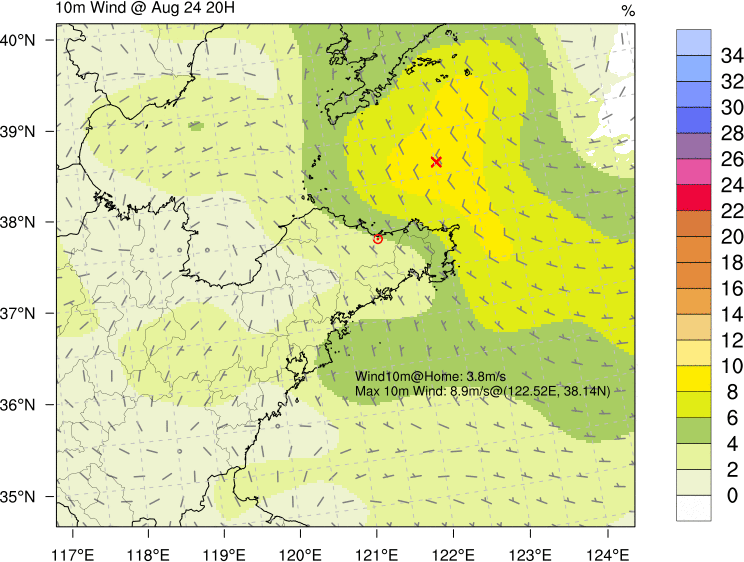 10m Wind @ Aug 24 20H
%
40°N
39°N
38°N
37°N
36°N
35°N
117°E 118°E 119°E 120°E 121°E 122°E 123°E 124°E
Wind10m@Home: 3.8m/s
Max 10m Wind: 8.9m/s@(122.52E, 38.14N)
34
32
30
28
26
24
22
20
18
16
14
12
10
8
6
4
2
0